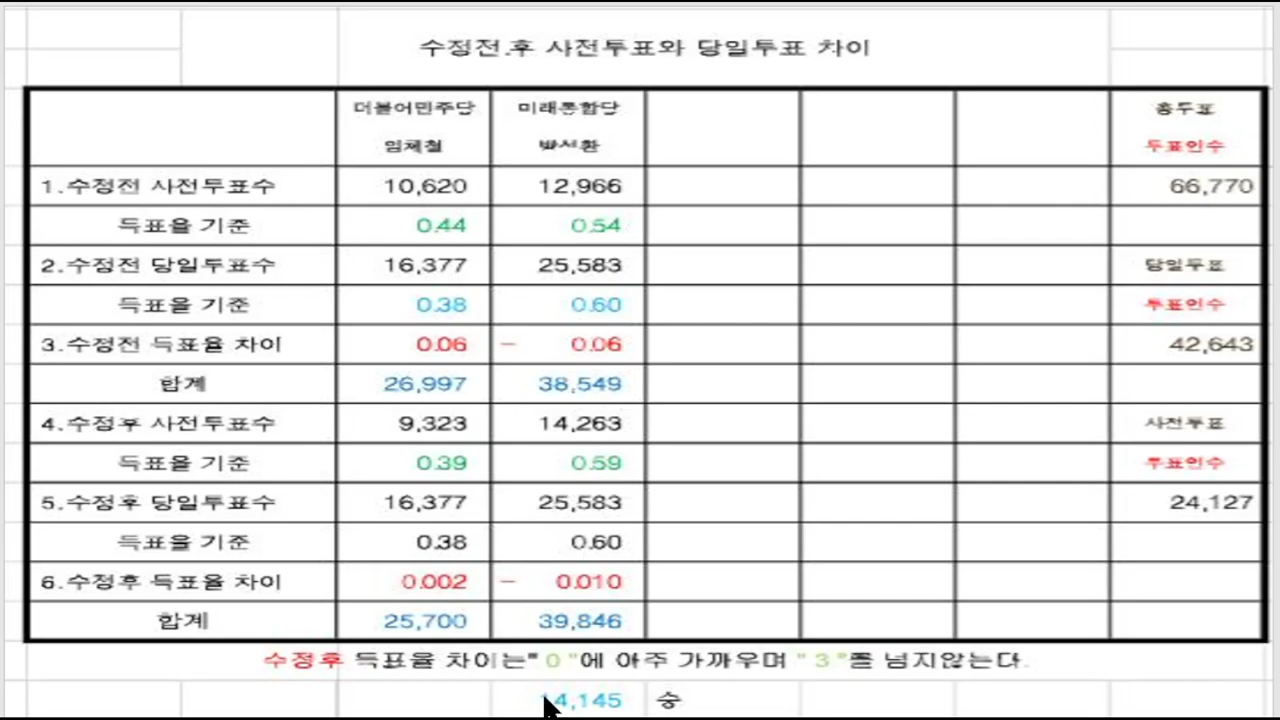 수정전.후 사전투표와 당일투표 차이
더불어민주당 미래통합당 총투표
임체철 박서환 투표인수
1.수정전 사전투표수 10,620 12,966 66,770
득표율 기준 0.44 0.54
2.수정전 당일투표수 16,377 25,583 당일투표
득표율 기준 0.38 0.60 투표인수
3.수정전 득표율 차이 0.06 - 0.06 42,643
합계 26,997 38,549
4.수정후 사전투표수 9,323 14,263 사전투표
득표율 기준 0.39 0.59 투표인수
5.수정후 당일투표수 16,377 25,583 24,127
득표율 기준 0.38 0.60
6.수정후 득표율 차이 0.002 - 0.010
합계 25,700 39,846
수정후 득표율 차이는" 0 "에 아주 가까우며 " 3 "를 넘지않는다.
14,145 승